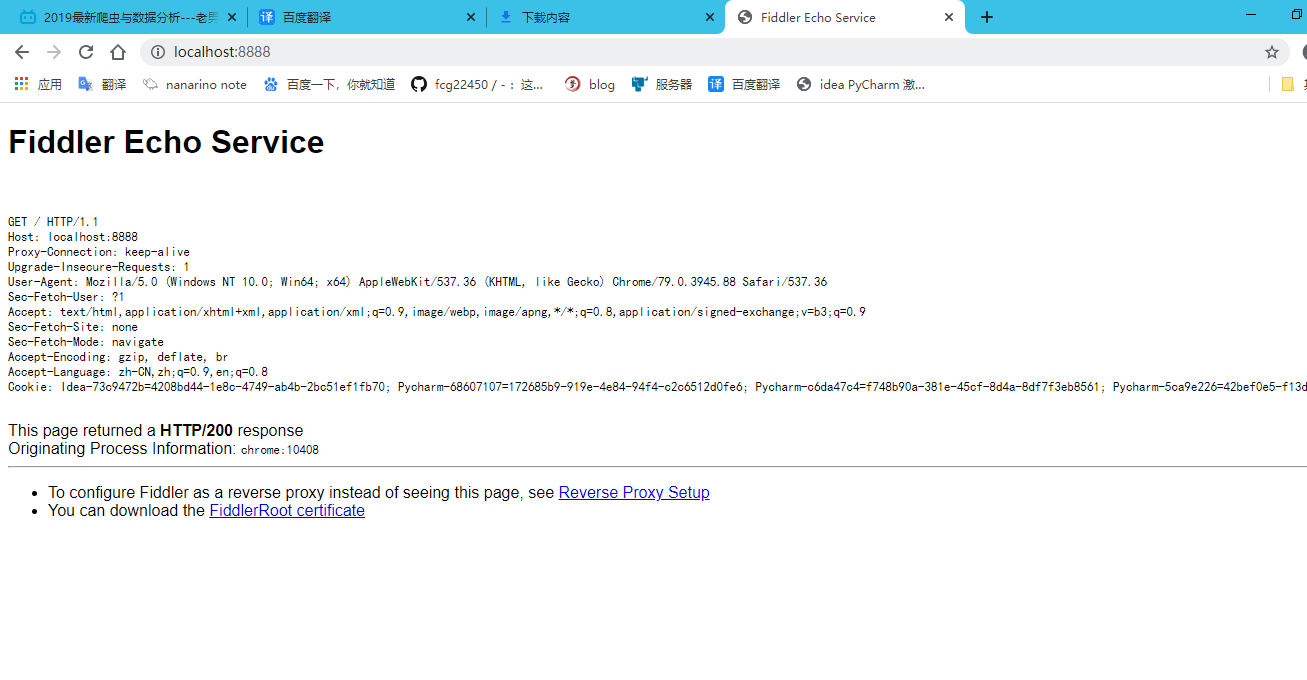 2019最新爬虫与数据分析---老男
百度翻译
下载内容
Fiddler Echo Service
localhost:8888
应用
翻译
nanarino note
百度一下，你就知道
fcg22450 / - : 这...
blog
服务器
百度翻译
idea PyCharm 激...
Fiddler Echo Service
GET / HTTP/1.1
Host: localhost:8888
Proxy-Connection: keep-alive
Upgrade-Insecure-Requests: 1
User-Agent: Mozilla/5.0 (Windows NT 10.0; Win64; x64) AppleWebKit/537.36 (KHTML, like Gecko) Chrome/79.0.3945.88 Safari/537.36
Sec-Fetch-User: ?1
Accept: text/html,application/xhtml+xml,application/xml;q=0.9,image/webp,image/apng,*/*;q=0.8,application/signed-exchange;v=b3;q=0.9
Sec-Fetch-Site: none
Sec-Fetch-Mode: navigate
Accept-Encoding: gzip, deflate, br
Accept-Language: zh-CN,zh;q=0.9,en;q=0.8
Cookie: Idea-73c9472b=4208bd44-1e8c-4749-ab4b-2bc51ef1fb70; Pycharm-68607107=172685b9-919e-4e84-94f4-c2c6512d0fe6; Pycharm-c6da47c4=f748b90a-381e-45cf-8d4a-8df7f3eb8561; Pycharm-5ca9e226=42bef0e5-f13d
This page returned a HTTP/200 response
Originating Process Information: chrome:10408
To configure Fiddler as a reverse proxy instead of seeing this page, see Reverse Proxy Setup
You can download the FiddlerRoot certificate